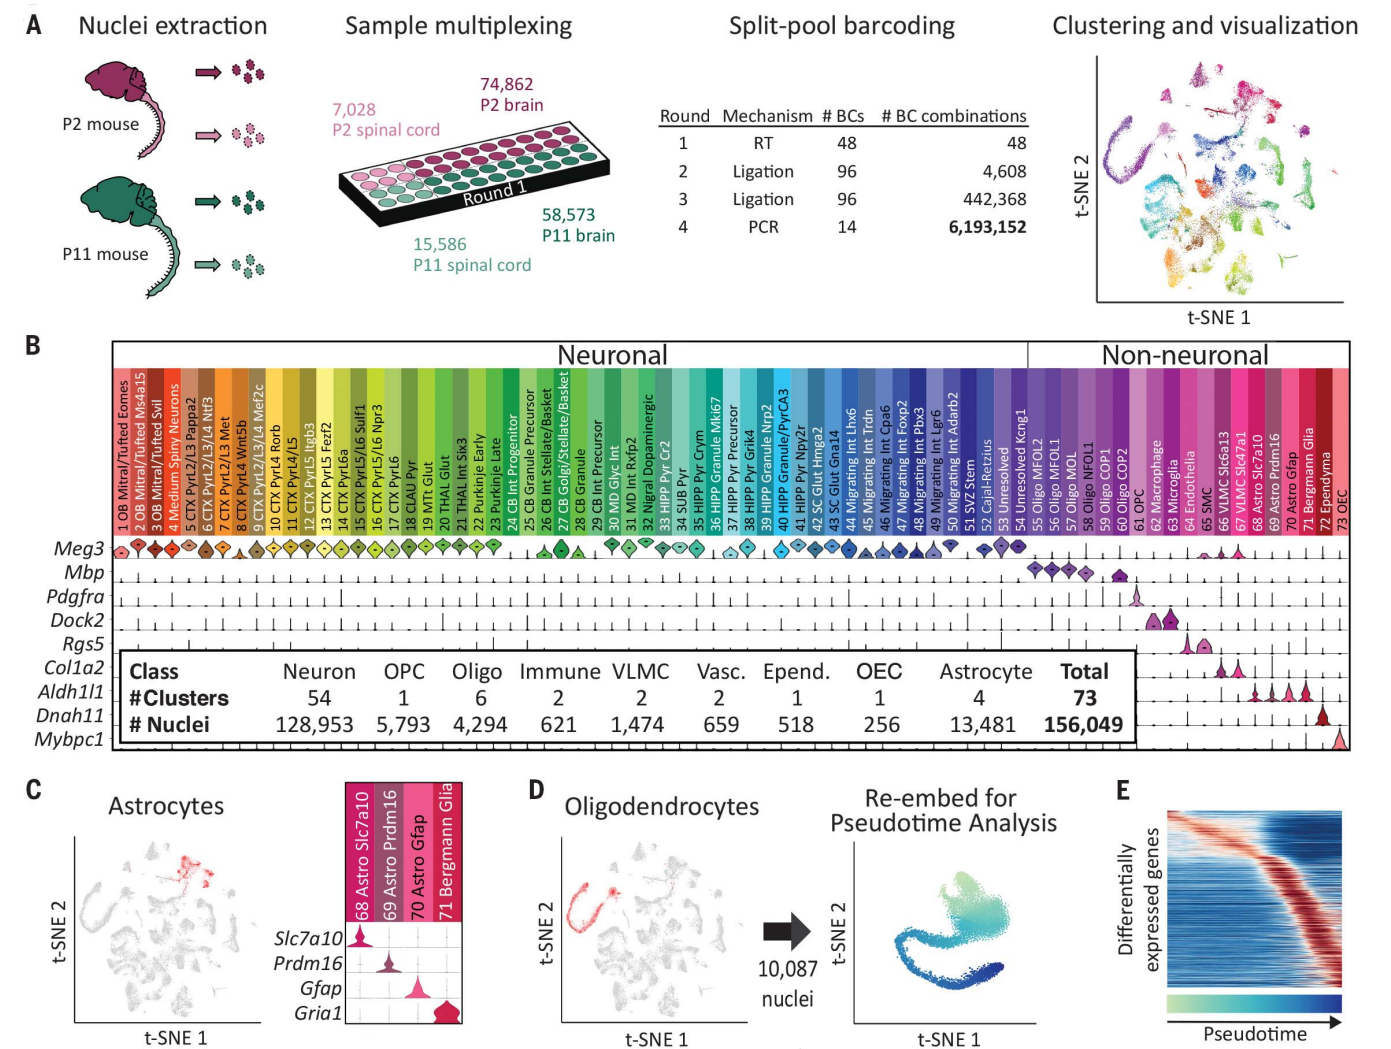 A
Nuclei extraction
P2 mouse
P11 mouse
Sample multiplexing
7,028
P2 spinal cord
74,862
P2 brain
Round 1
58,573
P11 brain
15,586
P11 spinal cord
Split-pool barcoding
Round Mechanism # BCs # BC combinations
1 RT 48 48
2 Ligation 96 4,608
3 Ligation 96 442,368
4 PCR 14 6,193,152
Clustering and visualization
t-SNE 2
t-SNE 1
B
Neuronal
Non-neuronal
1 OB Mitral/Tufted Eomes
2 OB Mitral/Tufted Ms4a15
3 OB Mitral/Tufted Svil
4 Medium Spiny Neurons
5 CTX PyrL2/L3 Pappa2
6 CTX PyrL2/L3/L4 Ntf3
7 CTX PyrL2/L3 Met
8 CTX PyrL4 Wnt5b
9 CTX PyrL2/L3/L4 Mef2c
10 CTX PyrL4 Rorb
11 CTX PyrL4/L5
12 CTX PyrL5 Itgb3
13 CTX PyrL5 Fezf2
14 CTX PyrL6a
15 CTX PyrL5/L6 Sulf1
16 CTX PyrL5/L6 Npr3
17 CTX PyrL6
18 CLAU Pyr
19 MTt Glut
20 THAL Glut
21 THAL Int Six3
22 Purkinje Early
23 Purkinje Late
24 CB Int Progenitor
25 CB Granule Precursor
26 CB Int Stellate/Basket
27 CB Golgi/Stellate/Basket
28 CB Granule
29 CB Int Precursor
30 MD Glyc Int
31 MD Int Rxfp2
32 Nigral Dopaminergic
33 HIPP Pyr Cr2
34 SUB Pyr
35 HIPP Pyr Crym
36 HIPP Granule Mki67
37 HIPP Pyr Precursor
38 HIPP Pyr Grik4
39 HIPP Granule Nrp2
40 HIPP Granule/PyrCA3
41 HIPP Pyr Npy2r
42 SC Glut Hmga2
43 SC Glut Gna14
44 Migrating Int Lhx6
45 Migrating Int Trdn
46 Migrating Int Cpa6
47 Migrating Int Foxp2
48 Migrating Int Pbx3
49 Migrating Int Lgr6
50 Migrating Int Adarb2
51 SVZ Stem
52 Cajal-Retzius
53 Unresolved
54 Unresolved Kcng1
55 Oligo MFOL2
56 Oligo MFOL1
57 Oligo MOL
58 Oligo NFOL1
59 Oligo COP1
60 Oligo COP2
61 OPC
62 Macrophage
63 Microglia
64 Endothelia
65 SMC
66 VLMC Slc6a13
67 VLMC Slc47a1
68 Astro Slc7a10
69 Astro Prdm16
70 Astro Gfap
71 Bergmann Glia
72 Ependyma
73 OEC
Meg3
Mbp
Pdgfra
Dock2
Rgs5
Col1a2
Aldh1l1
Dnah11
Mybpc1
Class Neuron OPC Oligo Immune VLMC Vasc. Epend. OEC Astrocyte Total
#Clusters 54 1 6 2 2 2 1 1 4 73
# Nuclei 128,953 5,793 4,294 621 1,474 659 518 256 13,481 156,049
C
Astrocytes
t-SNE 2
t-SNE 1
68 Astro Slc7a10
69 Astro Prdm16
70 Astro Gfap
71 Bergmann Glia
Slc7a10
Prdm16
Gfap
Gria1
D
Oligodendrocytes
t-SNE 2
t-SNE 1
10,087
nuclei
Re-embed for
Pseudotime Analysis
t-SNE 2
t-SNE 1
E
Differentially
expressed genes
Pseudotime